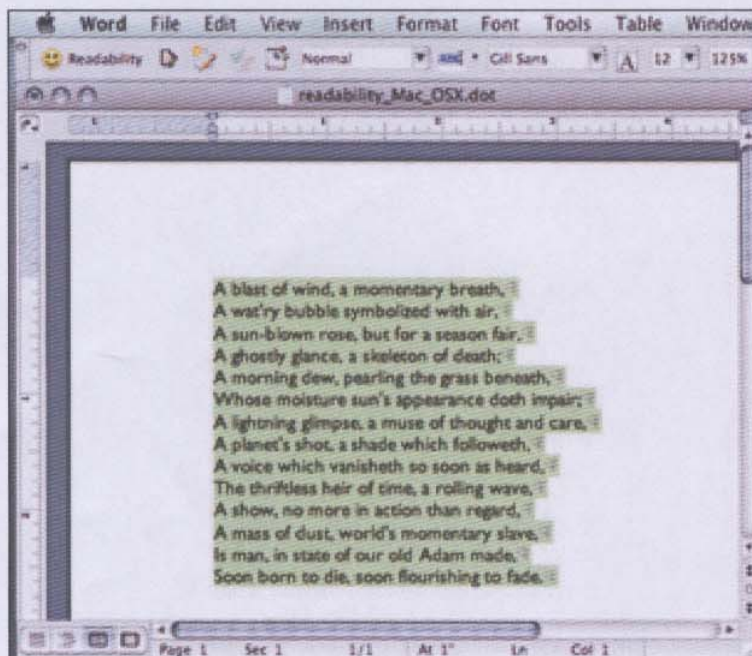 Word File Edit View Insert Format Font Tools Table Window
Readability Normal Gill Sans A 12 125%
readability_Mac_OSX.dot
A blast of wind, a momentary breath,
A wat'ry bubble symbolized with air,
A sun-blown rose, but for a season fair,
A ghostly glance, a skeleton of death;
A morning dew, pearling the grass beneath,
Whose moisture sun's appearance doth impair;
A lightning glimpse, a muse of thought and care,
A planet's shot, a shade which followeth,
A voice which vanisheth so soon as heard,
The thriftless heir of time, a rolling wave,
A show, no more in action than regard,
A mass of dust, world's momentary slave,
Is man, in state of our old Adam made,
Soon born to die, soon flourishing to fade.
Page 1 Sec 1 1/1 At 1" Ln Col 1